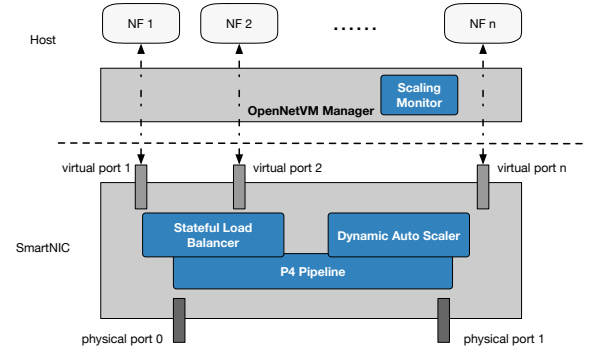 NF 1
NF 2
......
NF n
Host
Scaling
Monitor
OpenNetVM Manager
virtual port 1
virtual port 2
virtual port n
Stateful Load
Balancer
Dynamic Auto Scaler
SmartNIC
P4 Pipeline
physical port 0
physical port 1